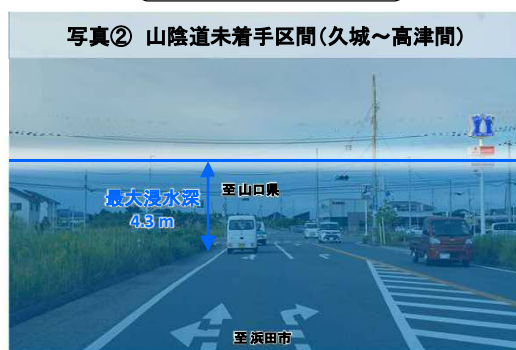 写真② 山陰道未着手区間(久城～高津間)
最大浸水深
4.3 m
至山口県
至浜田市